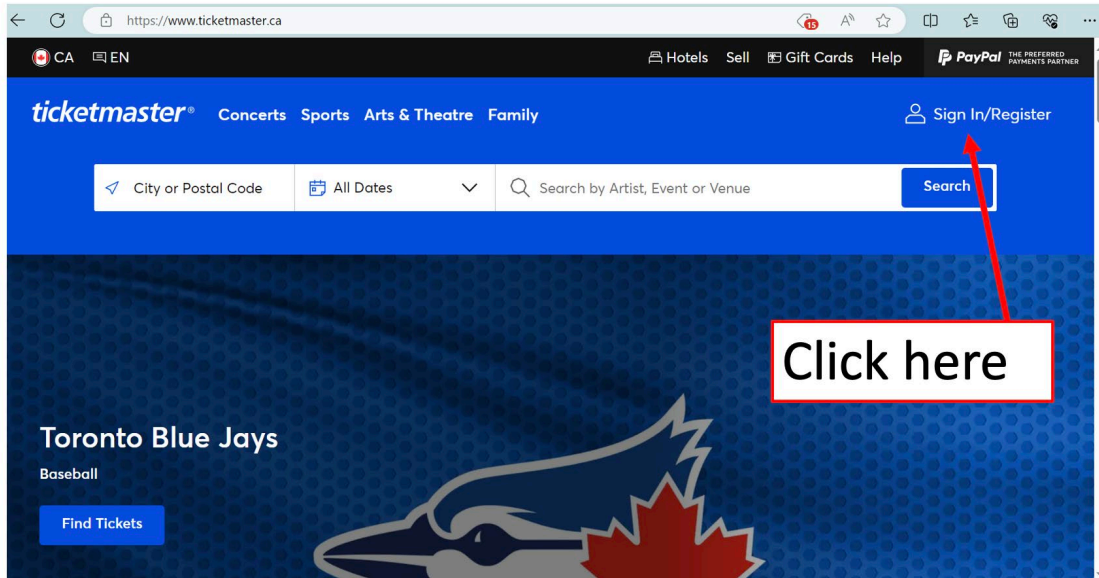 https://www.ticketmaster.ca 15
CA EN Hotels Sell Gift Cards Help PayPal THE PREFERRED
PAYMENTS PARTNER
ticketmaster® Concerts Sports Arts & Theatre Family Sign In/Register
City or Postal Code All Dates Search by Artist, Event or Venue Search
Click here
Toronto Blue Jays
Baseball
Find Tickets